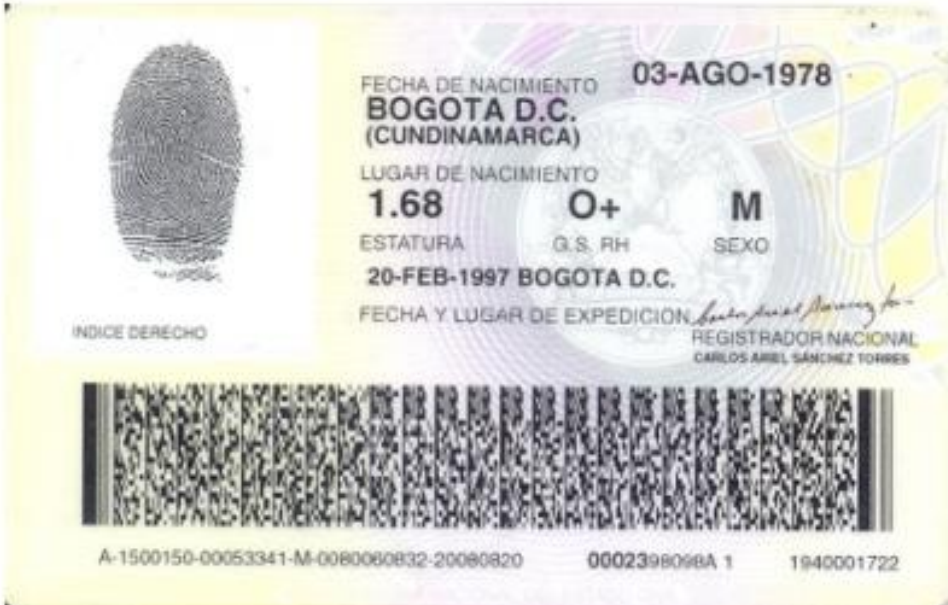 FECHA DE NACIMIENTO 03-AGO-1978
BOGOTA D.C.
(CUNDINAMARCA)
LUGAR DE NACIMIENTO
1.68 O+ M
ESTATURA G.S. RH SEXO
20-FEB-1997 BOGOTA D.C.
FECHA Y LUGAR DE EXPEDICION
INDICE DERECHO
REGISTRADOR NACIONAL
CARLOS ARIEL SÁNCHEZ TORRES
A-1500150-00053341-M-0080060832-20080820 0002398098A 1 1940001722